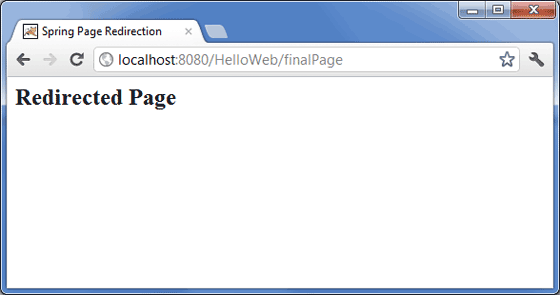 Spring Page Redirection
localhost:8080/HelloWeb/finalPage
Redirected Page